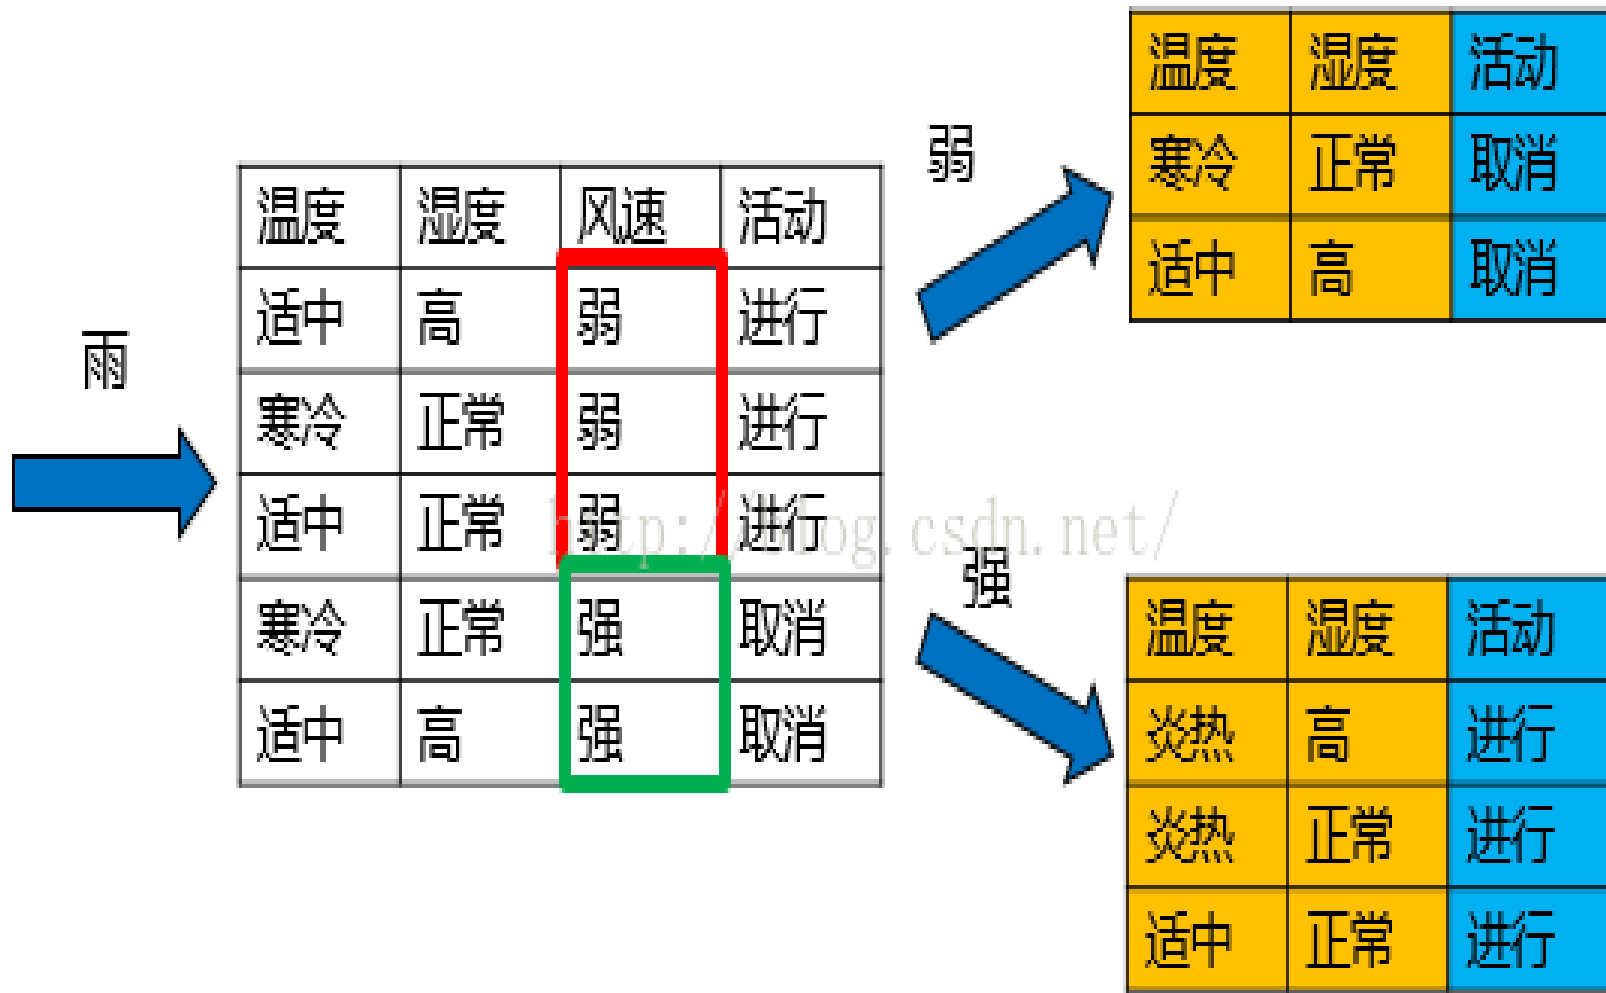 雨
温度 湿度 风速 活动
适中 高 弱 进行
寒冷 正常 弱 进行
适中 正常 弱 进行
寒冷 正常 强 取消
适中 高 强 取消
http://blog.csdn.net/
弱
温度 湿度 活动
寒冷 正常 取消
适中 高 取消
强
温度 湿度 活动
炎热 高 进行
炎热 正常 进行
适中 正常 进行